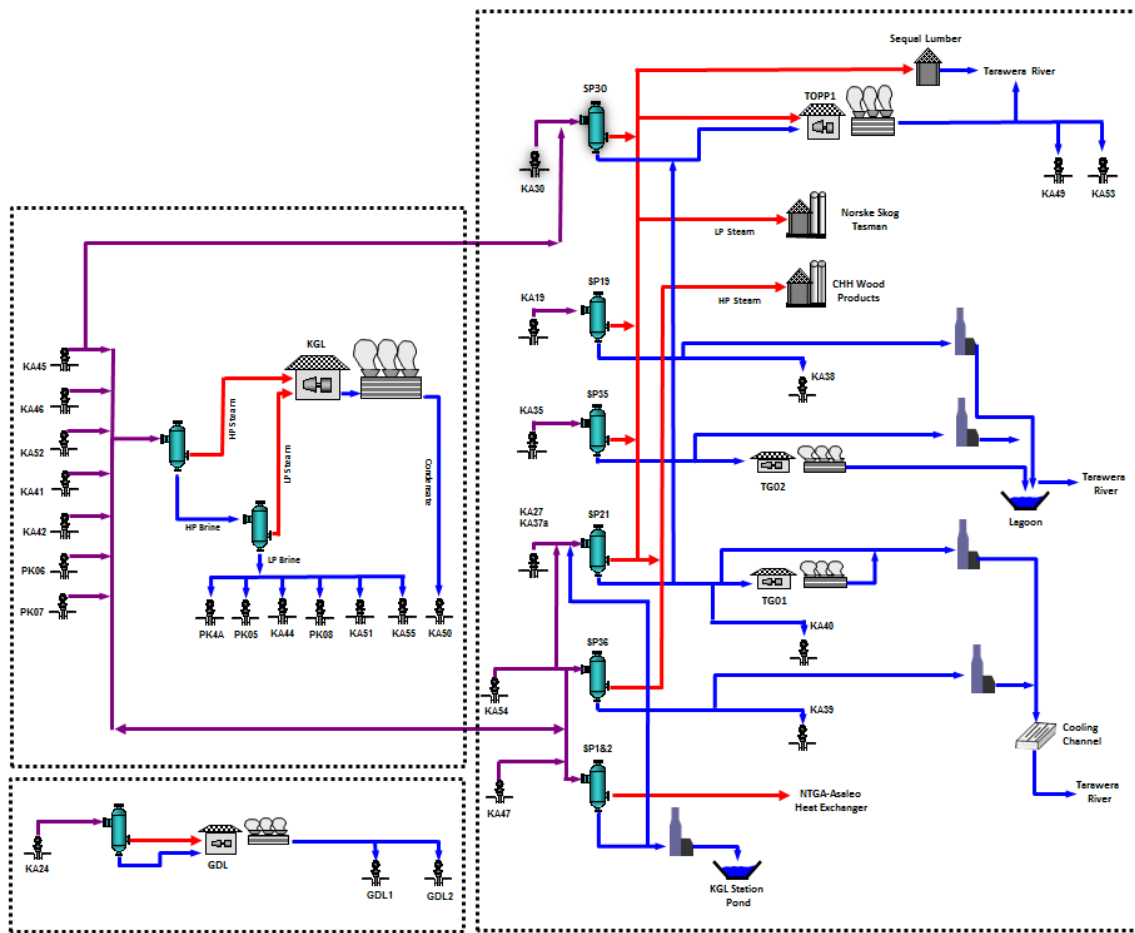 Sequal Lumber
Tarawera River
SP30
TOPP1
KA30
KA49
KA53
Norske Skog
Tasman
LP Steam
SP19
CHH Wood
Products
HP Steam
KA19
KA38
KGL
KA45
KA46
KA52
KA41
KA42
PK06
PK07
HP Steam
LP Steam
Condensate
HP Brine
LP Brine
PK4A
PK05
KA44
PK08
KA51
KA55
KA50
KA35
SP35
TG02
Lagoon
Tarawera
River
KA27
KA37a
SP21
TG01
KA40
SP36
KA54
KA39
Cooling
Channel
SP1&2
KA47
NTGA-Asaleo
Heat Exchanger
Tarawera
River
KGL Station
Pond
KA24
GDL
GDL1
GDL2